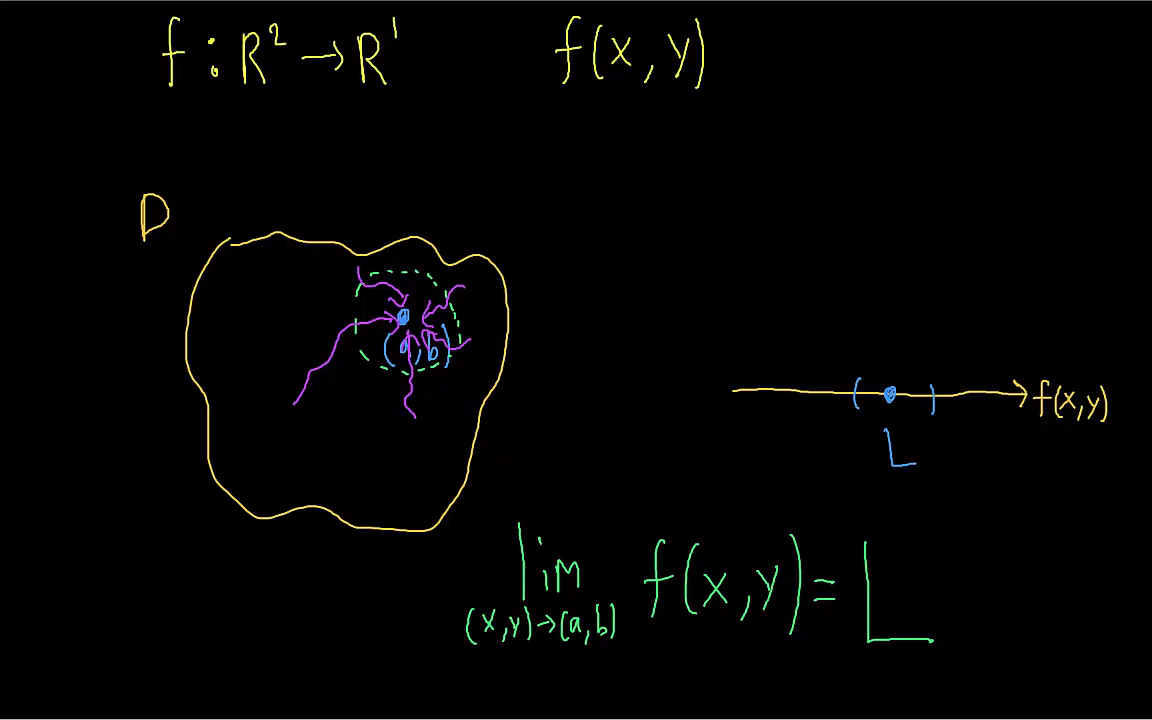 f : R² → R¹ f(x, y)
D
(a, b)
( ) f(x,y)
L
lim f(x, y) = L
(x, y) → (a, b)